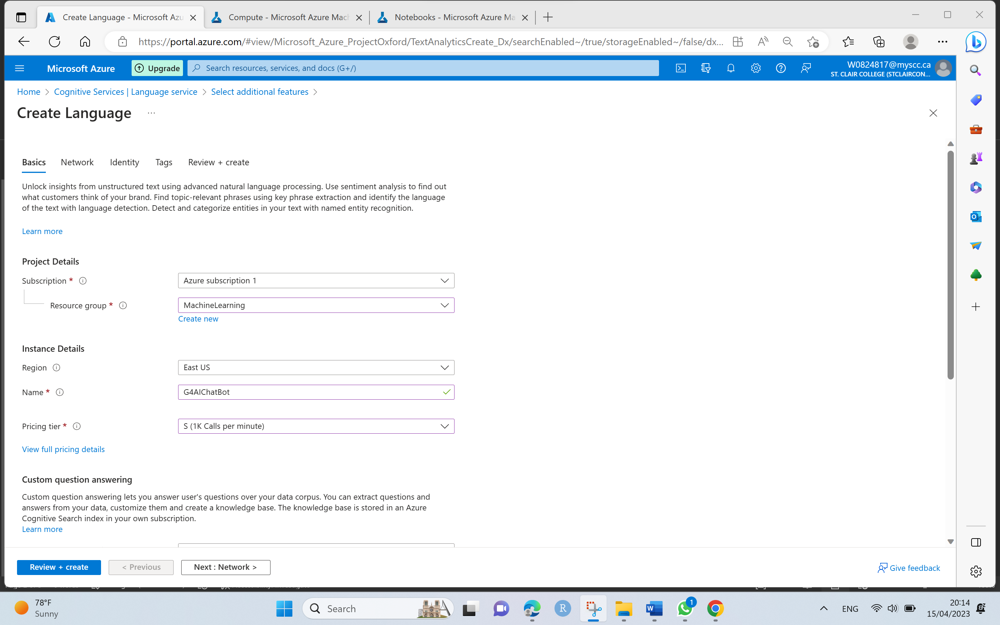 Create Language - Microsoft Azu
Compute - Microsoft Azure Mach
Notebooks - Microsoft Azure Ma
https://portal.azure.com/#view/Microsoft_Azure_ProjectOxford/TextAnalyticsCreate_Dx/searchEnabled~/true/storageEnabled~/false/dx...
Microsoft Azure
Upgrade
Search resources, services, and docs (G+/)
W0824817@myscc.ca
ST. CLAIR COLLEGE (STCLAIRCON...
Home > Cognitive Services | Language service > Select additional features >
Create Language ...
Basics Network Identity Tags Review + create
Unlock insights from unstructured text using advanced natural language processing. Use sentiment analysis to find out
what customers think of your brand. Find topic-relevant phrases using key phrase extraction and identify the language
of the text with language detection. Detect and categorize entities in your text with named entity recognition.
Learn more
Project Details
Subscription * Azure subscription 1
Resource group * MachineLearning
Create new
Instance Details
Region East US
Name * G4AIChatBot
Pricing tier * S (1K Calls per minute)
View full pricing details
Custom question answering
Custom question answering lets you answer user's questions over your data corpus. You can extract questions and
answers from your data, customize them and create a knowledge base. The knowledge base is stored in an Azure
Cognitive Search index in your own subscription.
Learn more
Review + create
< Previous
Next : Network >
Give feedback
78°F
Sunny
Search
R
W
1
ENG
20:14
15/04/2023